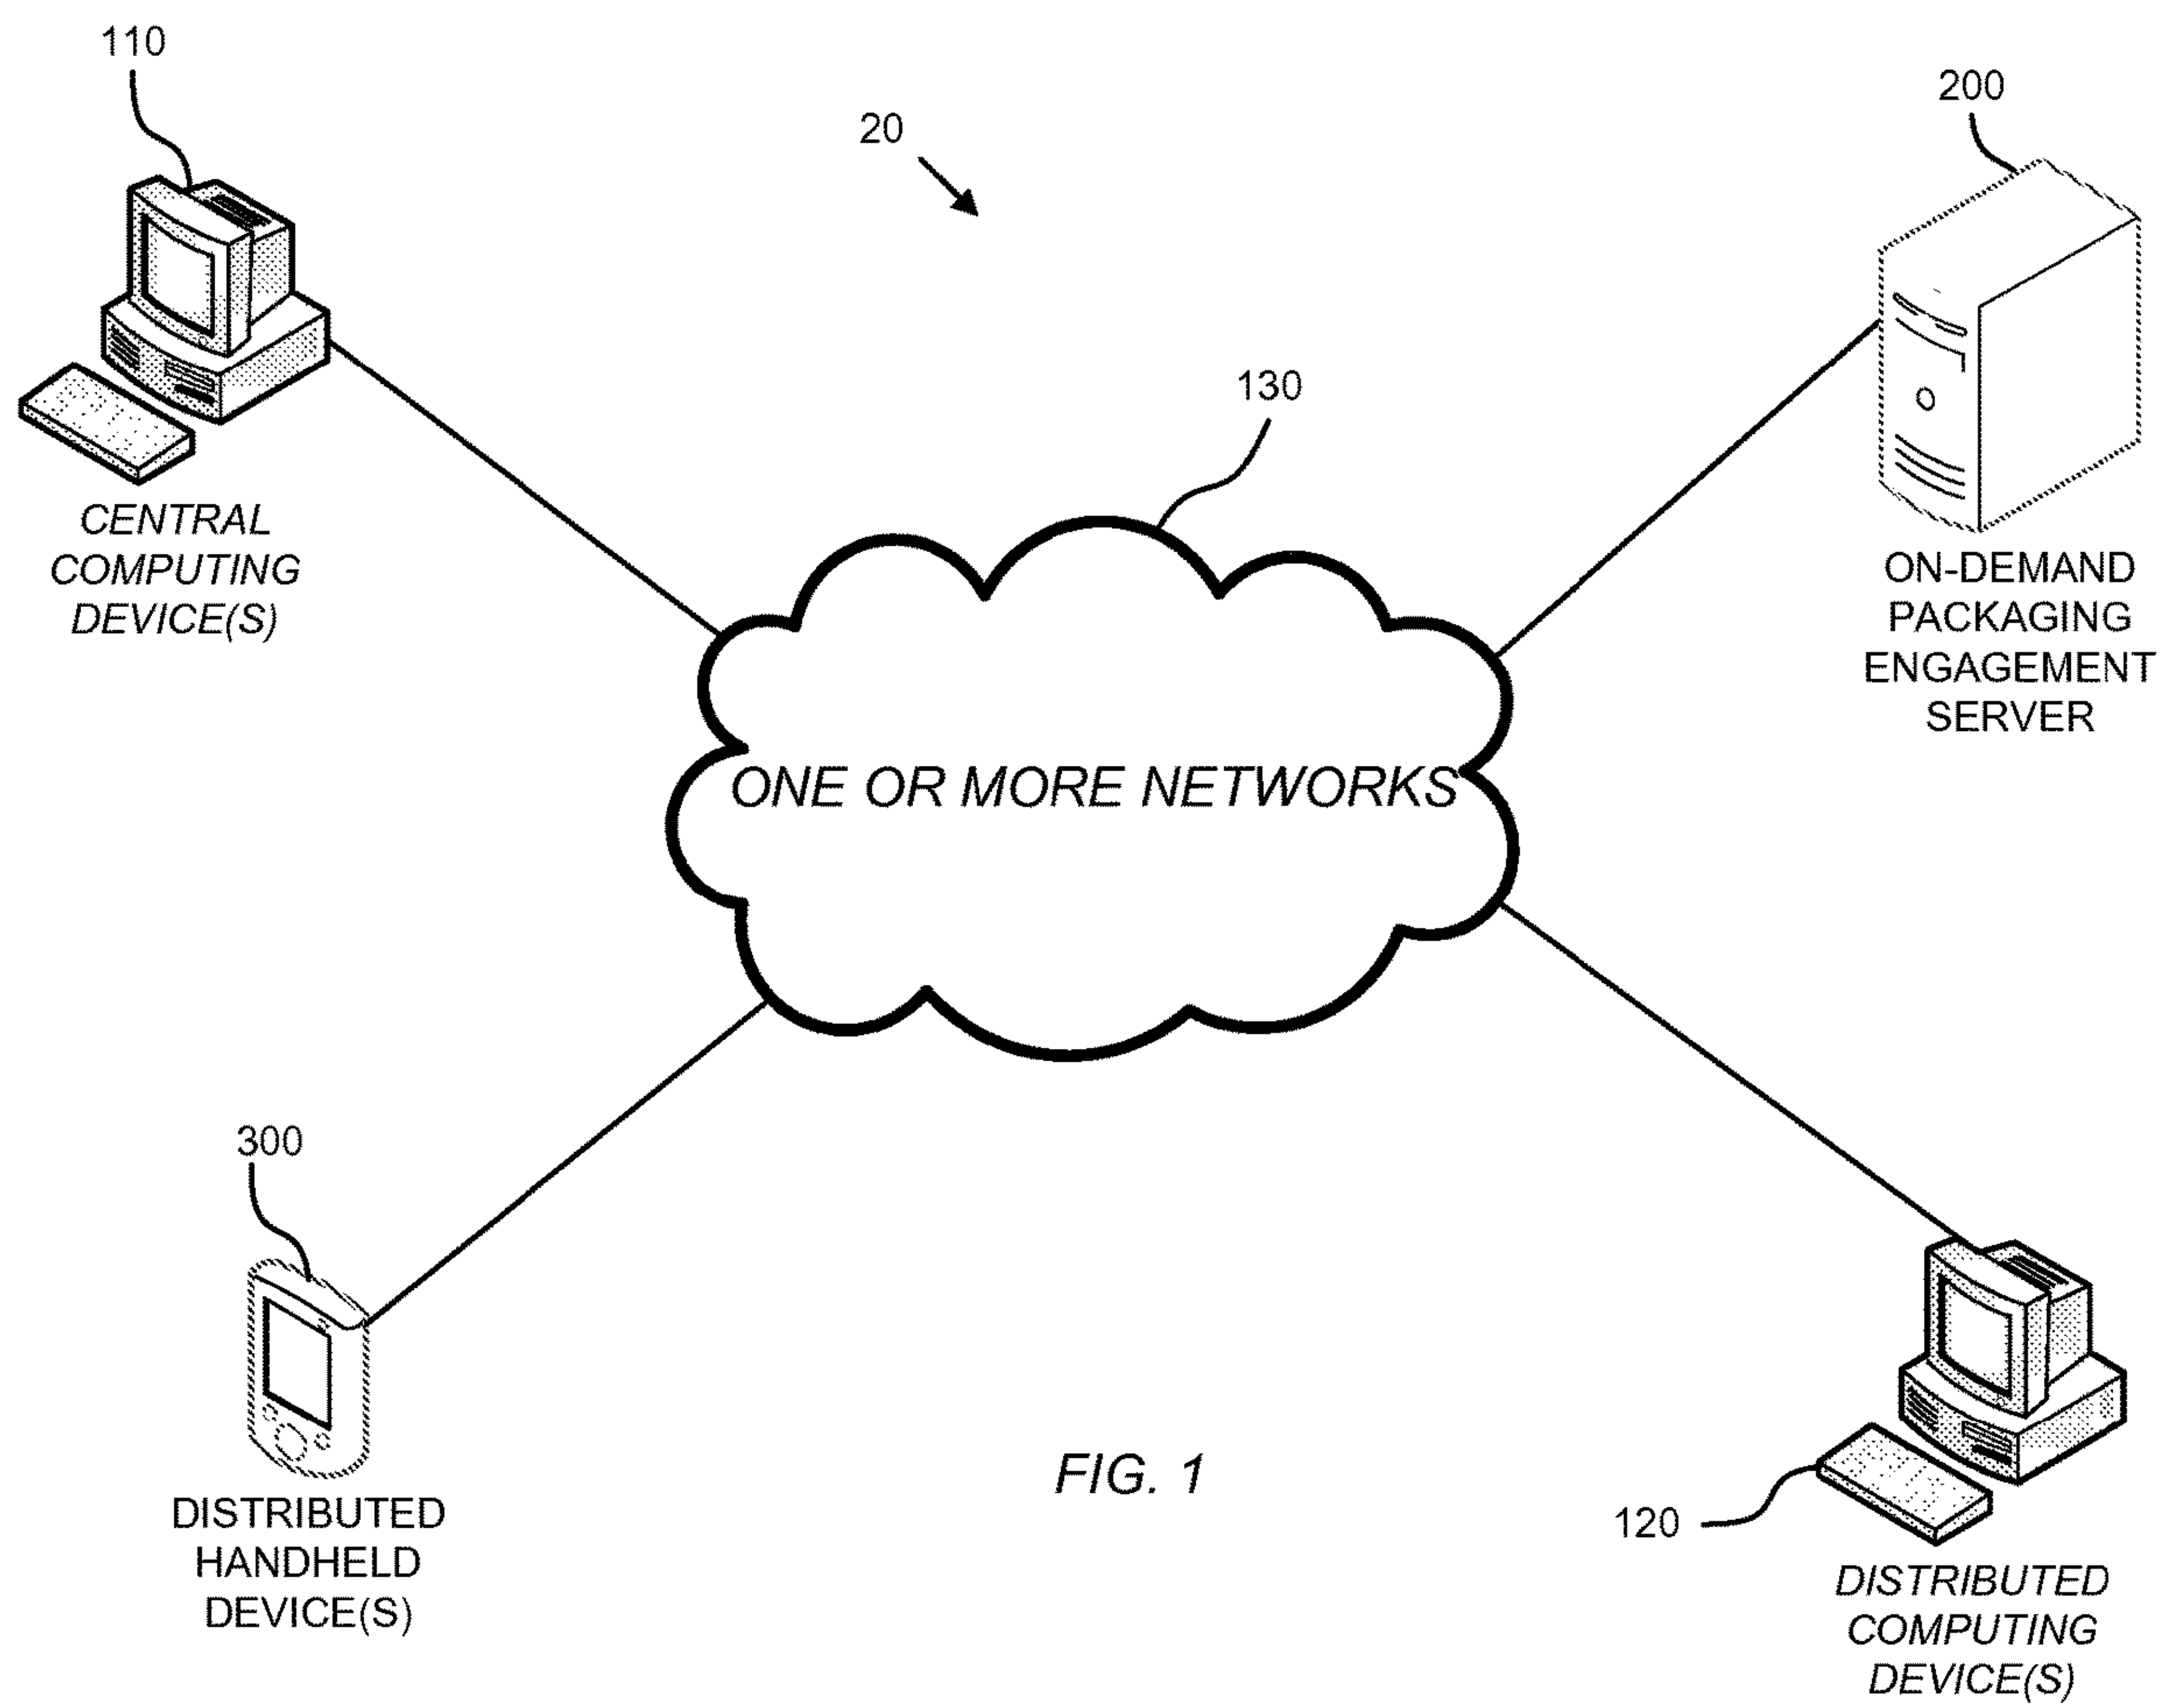 110
20
200
130
CENTRAL
COMPUTING
DEVICE(S)
ON-DEMAND
PACKAGING
ENGAGEMENT
SERVER
ONE OR MORE NETWORKS
300
DISTRIBUTED
HANDHELD
DEVICE(S)
FIG. 1
120
DISTRIBUTED
COMPUTING
DEVICE(S)